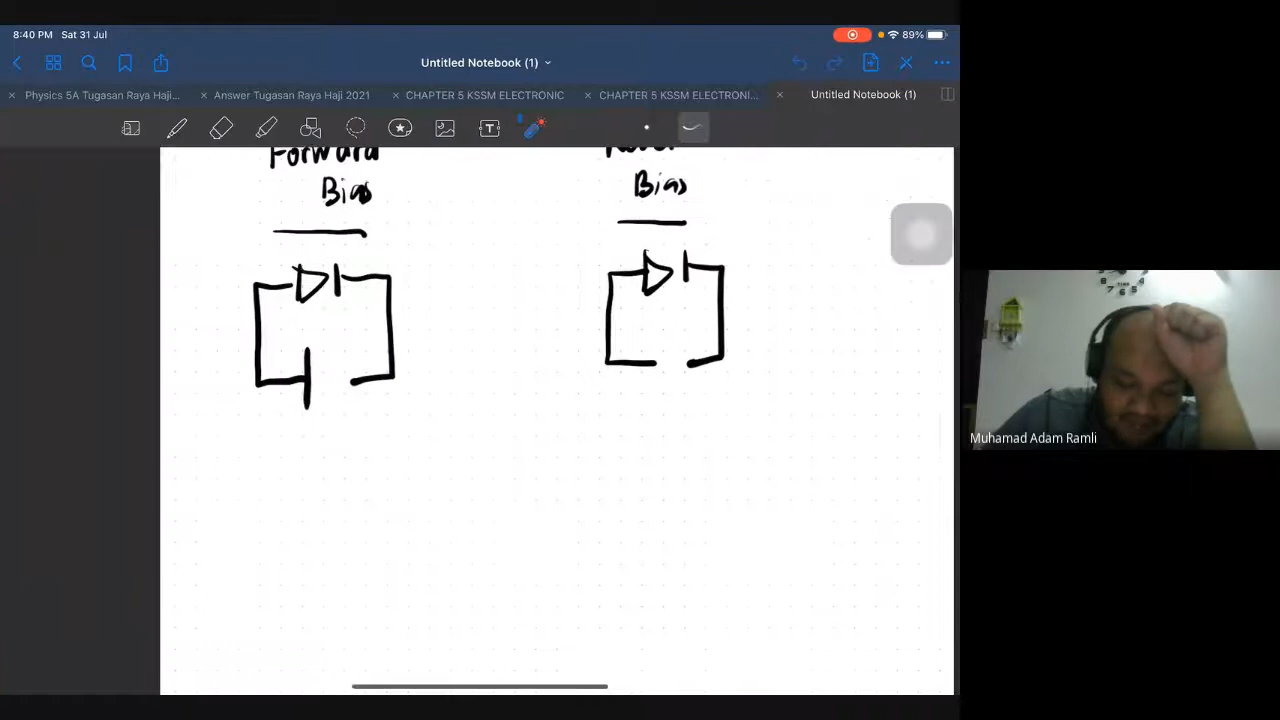 8:40 PM Sat 31 Jul
89%
Untitled Notebook (1)
Physics 5A Tugasan Raya Haji...
Answer Tugasan Raya Haji 2021
CHAPTER 5 KSSM ELECTRONIC
CHAPTER 5 KSSM ELECTRONI...
Untitled Notebook (1)
Forward
Bias
Bias
Muhamad Adam Ramli